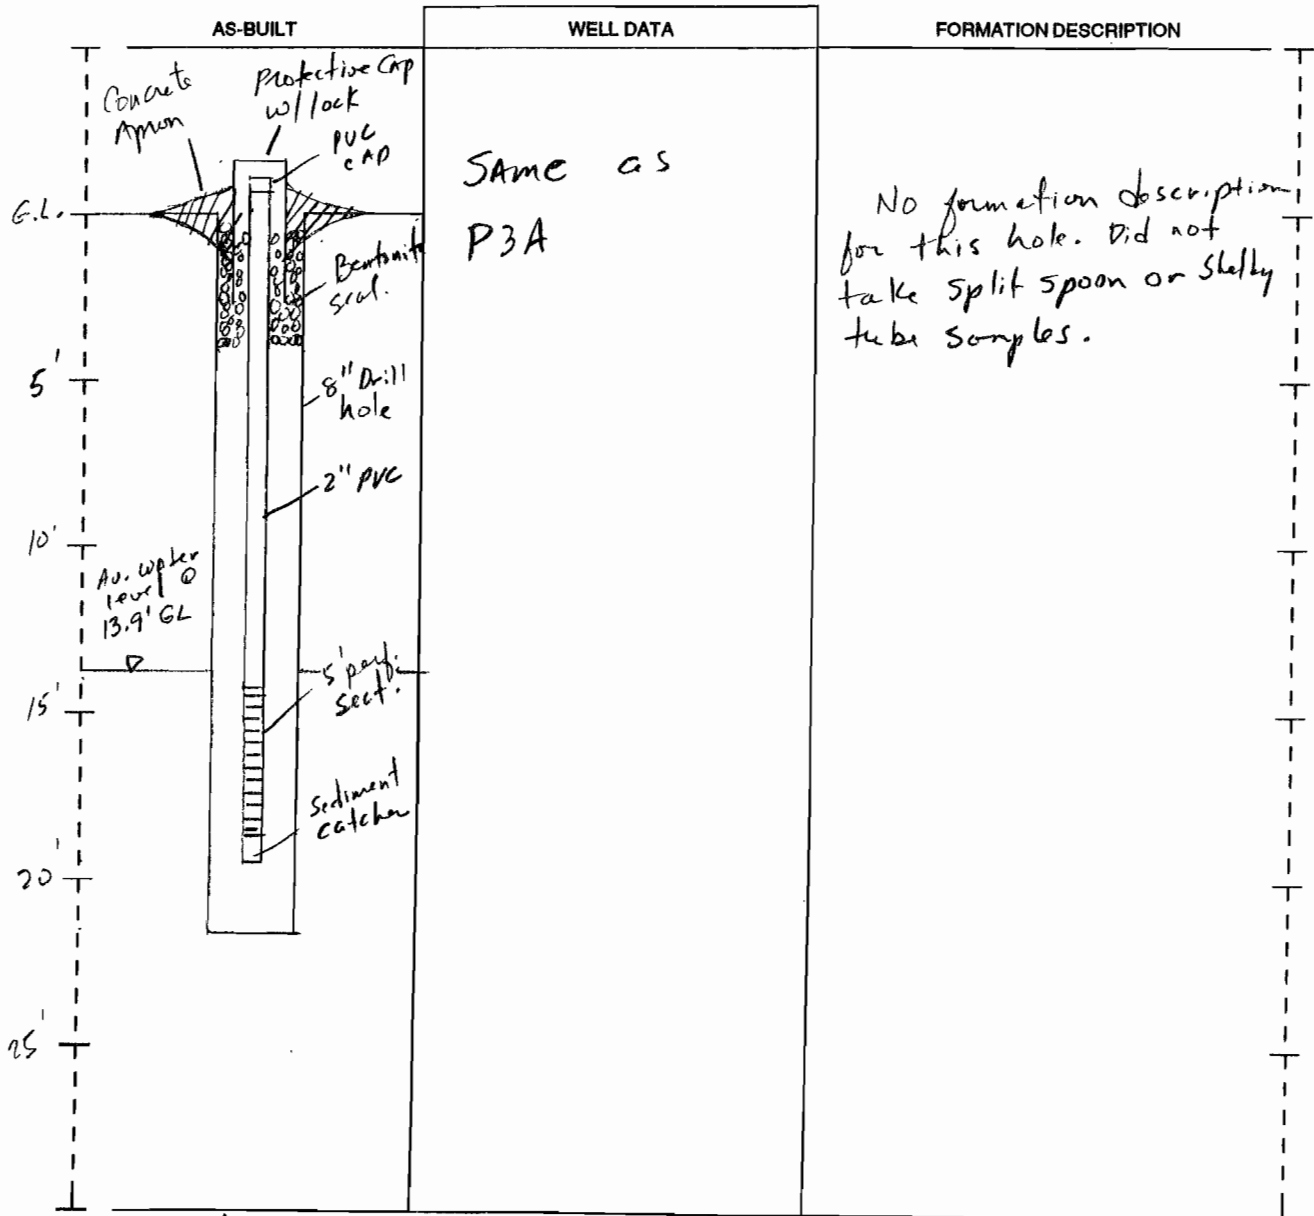 AS-BUILT
WELL DATA
FORMATION DESCRIPTION
Concrete
Apron
Protective Cap
w/ lock
PVC
CAP
G.L.
Bentonite
seal.
5'
8" Drill
hole
2" PVC
10'
Av. water
level @
13.9' GL
5' perf.
sect.
15'
Sediment
catcher
20'
25'
SAme as
P3A
No formation description
for this hole. Did not
take split spoon or Shelby
tube samples.